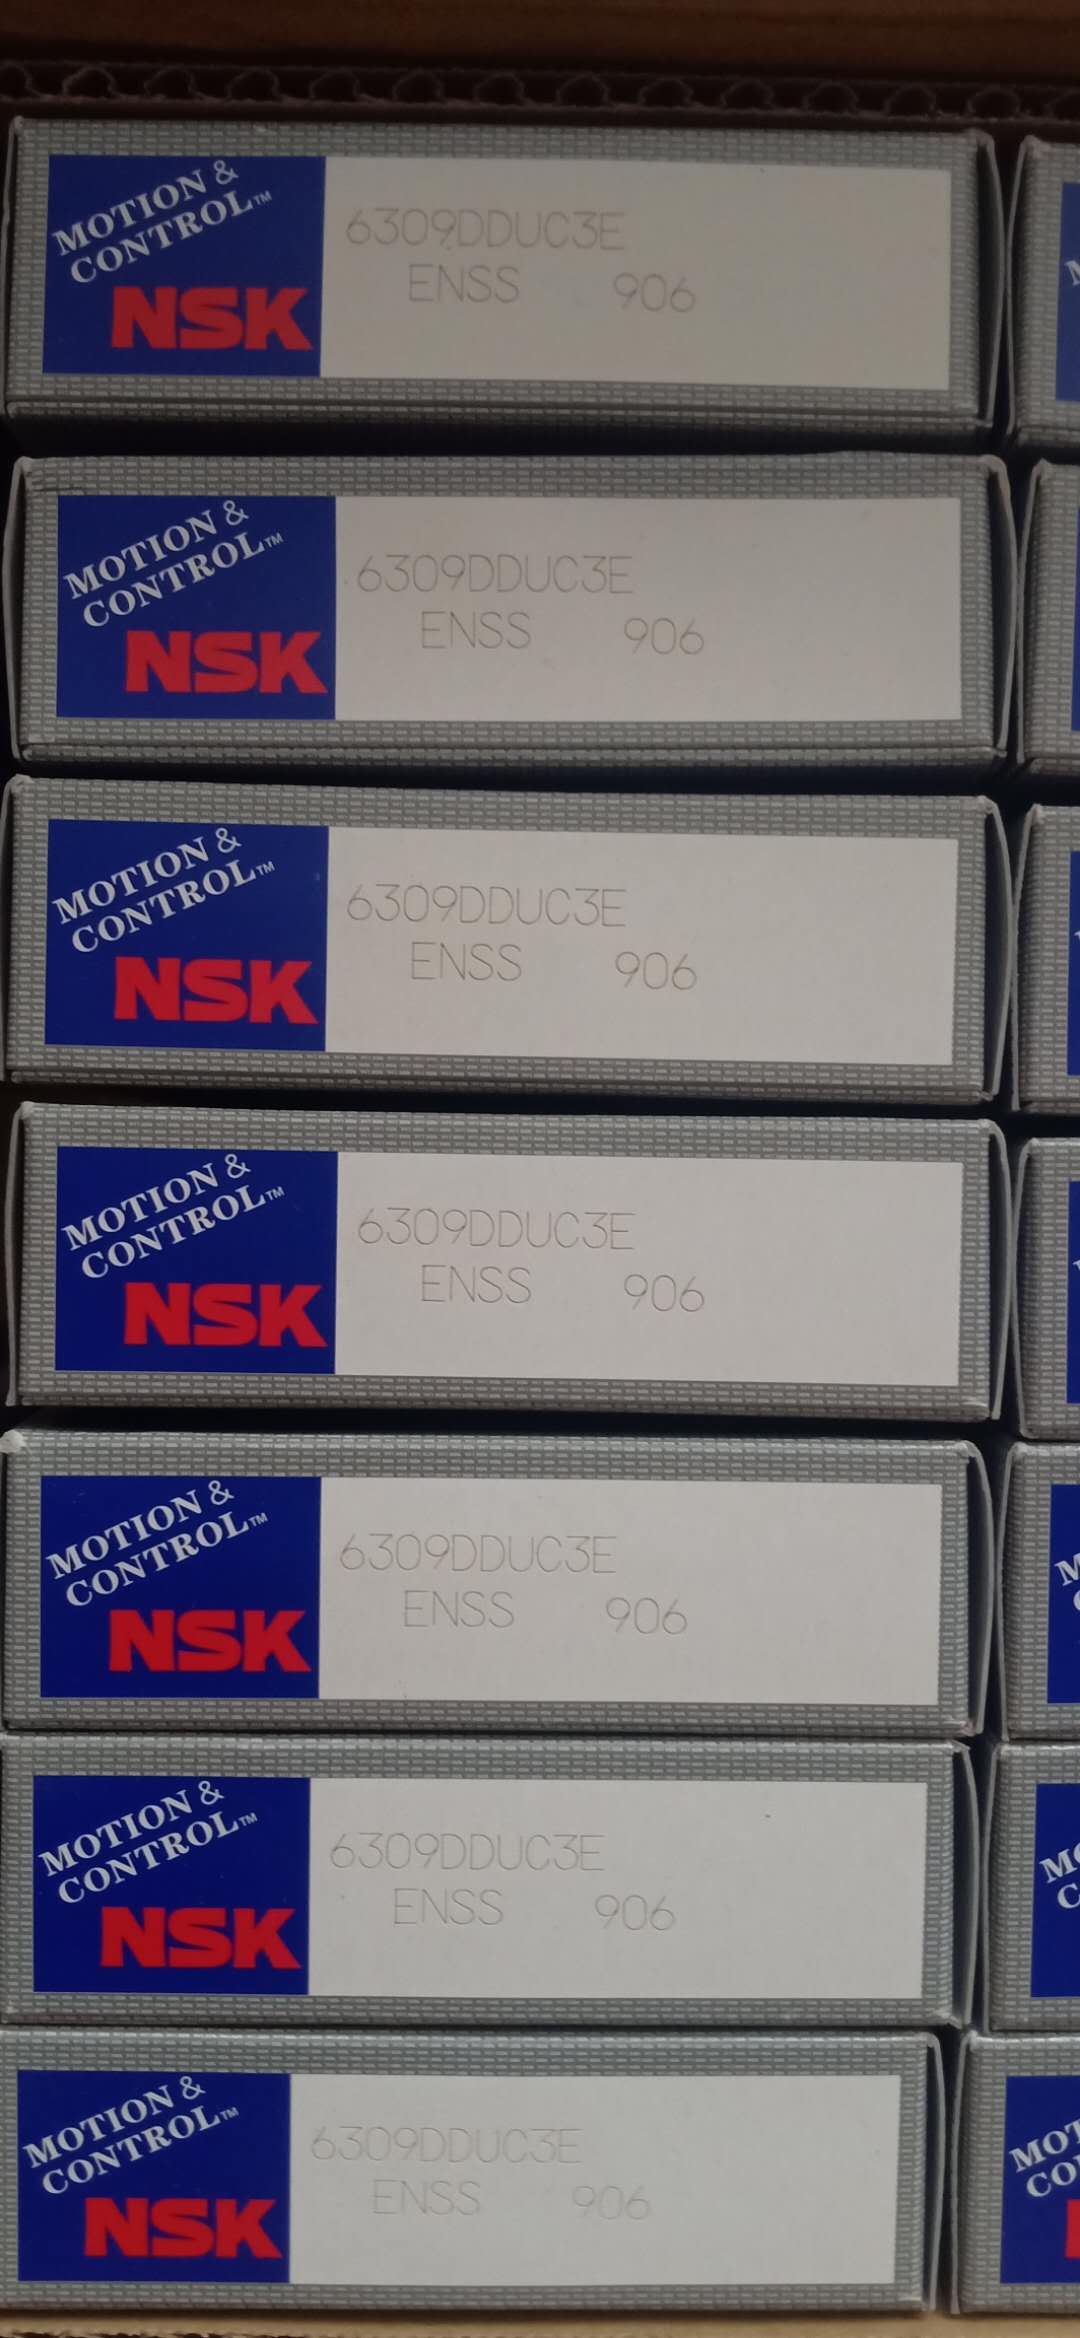 MOTION &
CONTROL™
NSK
6309DDUC3E
ENSS 906
MOTION &
CONTROL™
NSK
6309DDUC3E
ENSS 906
MOTION &
CONTROL™
NSK
6309DDUC3E
ENSS 906
MOTION &
CONTROL™
NSK
6309DDUC3E
ENSS 906
MOTION &
CONTROL™
NSK
6309DDUC3E
ENSS 906
MOTION &
CONTROL™
NSK
6309DDUC3E
ENSS 906
MOTION &
CONTROL™
NSK
6309DDUC3E
ENSS 906